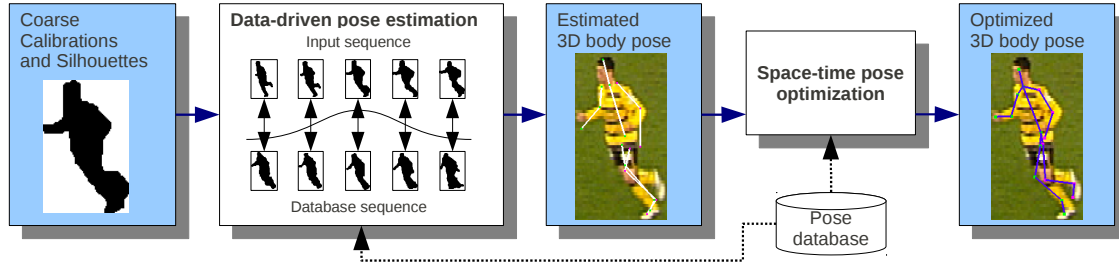 Coarse
Calibrations
and Silhouettes
Data-driven pose estimation
Input sequence
Database sequence
Estimated
3D body pose
Space-time pose
optimization
Pose
database
Optimized
3D body pose